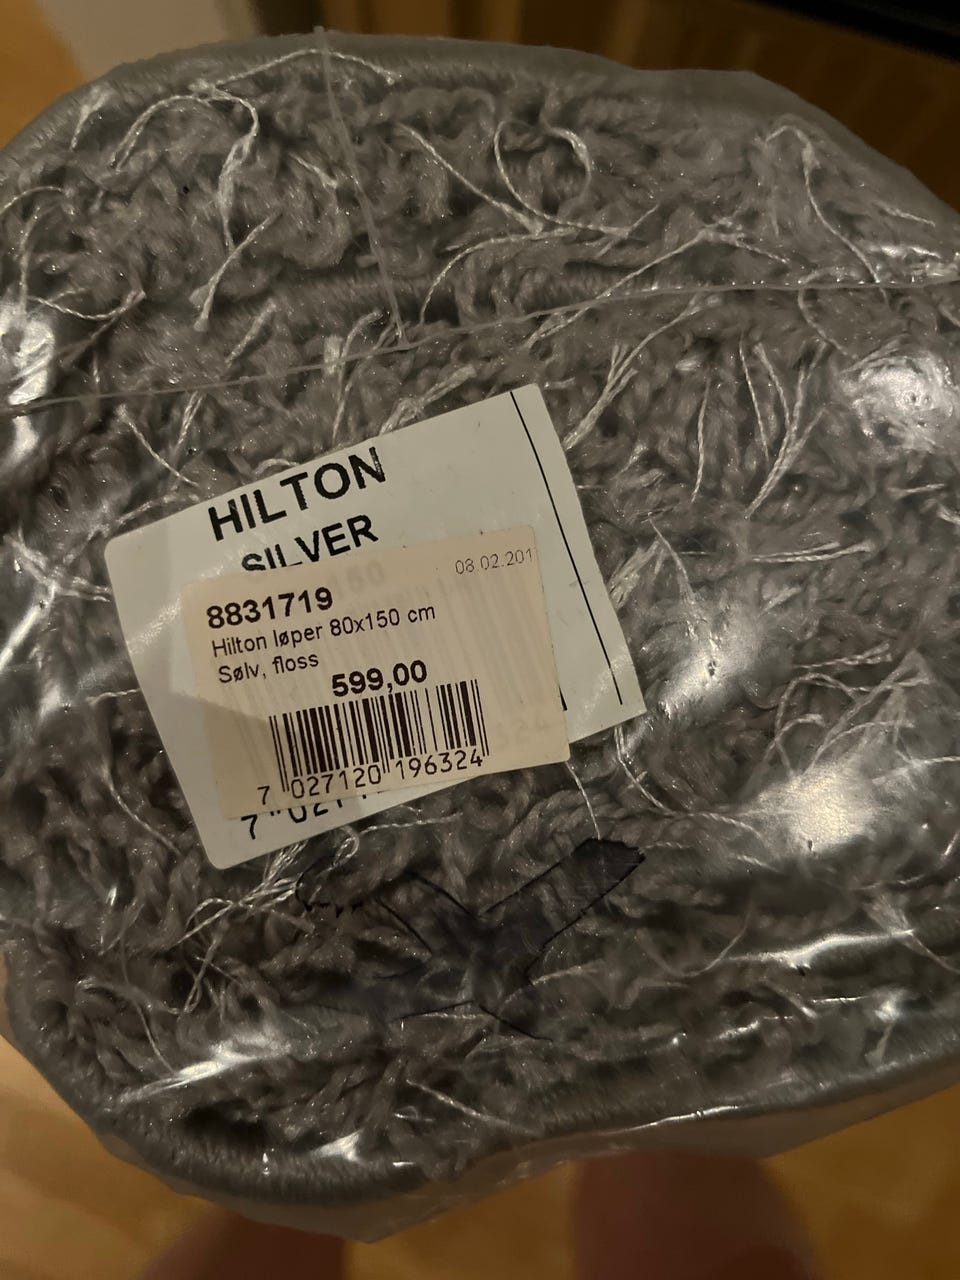 HILTON
SILVER
08.02.201
8831719
Hilton løper 80x150 cm
Sølv, floss
599,00
7 027120 196324